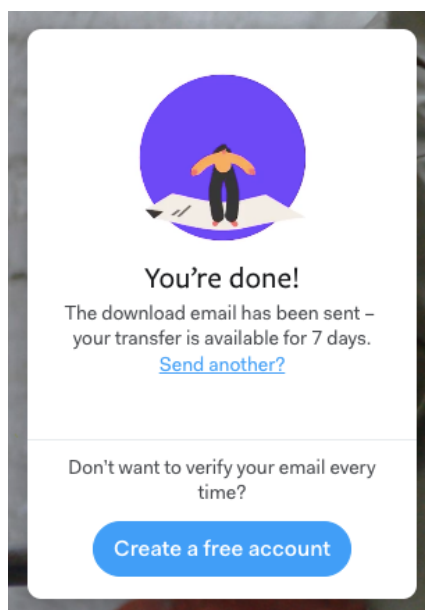 You’re done!
The download email has been sent –
your transfer is available for 7 days.
Send another?
Don’t want to verify your email every
time?
Create a free account